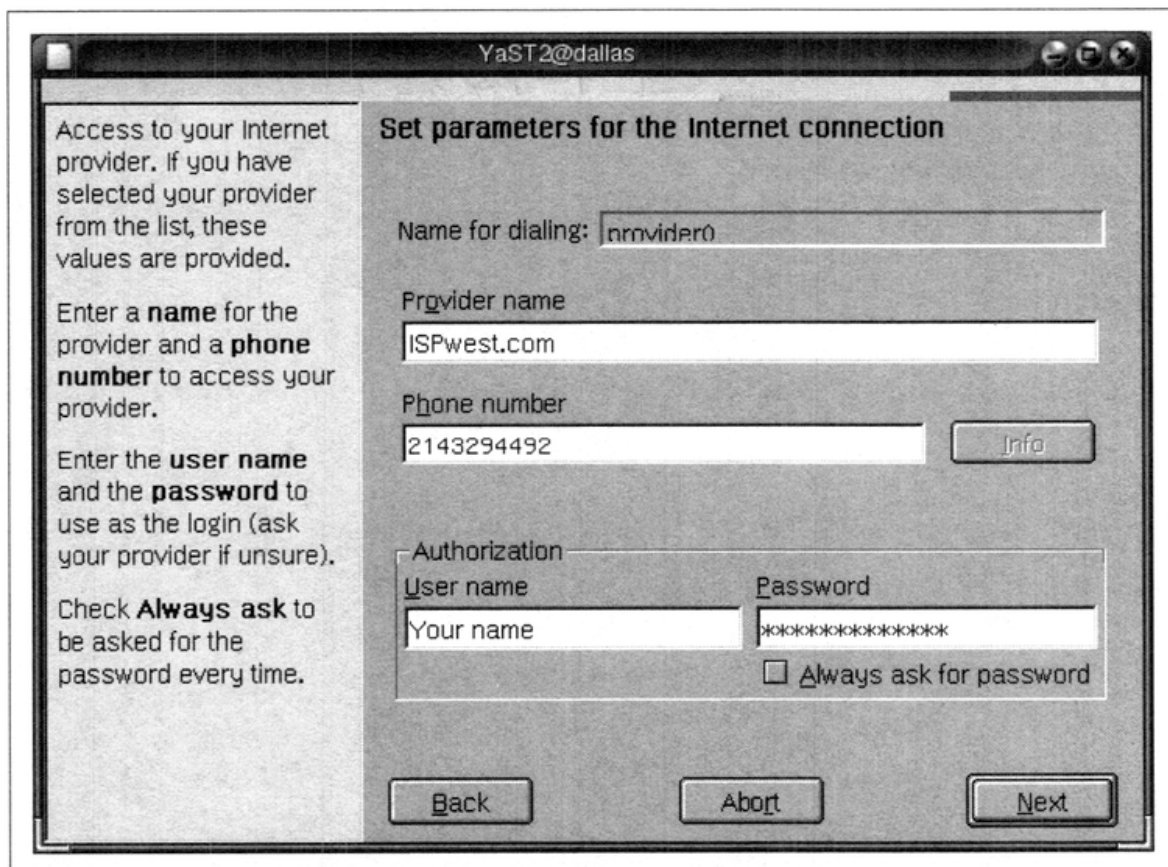 YaST2@dallas
Access to your Internet
provider. If you have
selected your provider
from the list, these
values are provided.
Enter a name for the
provider and a phone
number to access your
provider.
Enter the user name
and the password to
use as the login (ask
your provider if unsure).
Check Always ask to
be asked for the
password every time.
Set parameters for the Internet connection
Name for dialing: provider0
Provider name
ISPwest.com
Phone number
2143294492
Info
Authorization
User name
Password
Your name
*************
Always ask for password
Back
Abort
Next